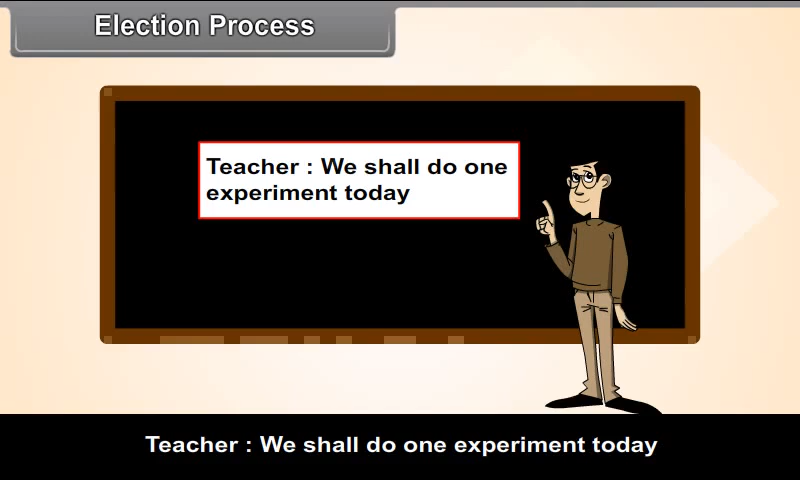 Election Process
Teacher : We shall do one
experiment today
Teacher : We shall do one experiment today